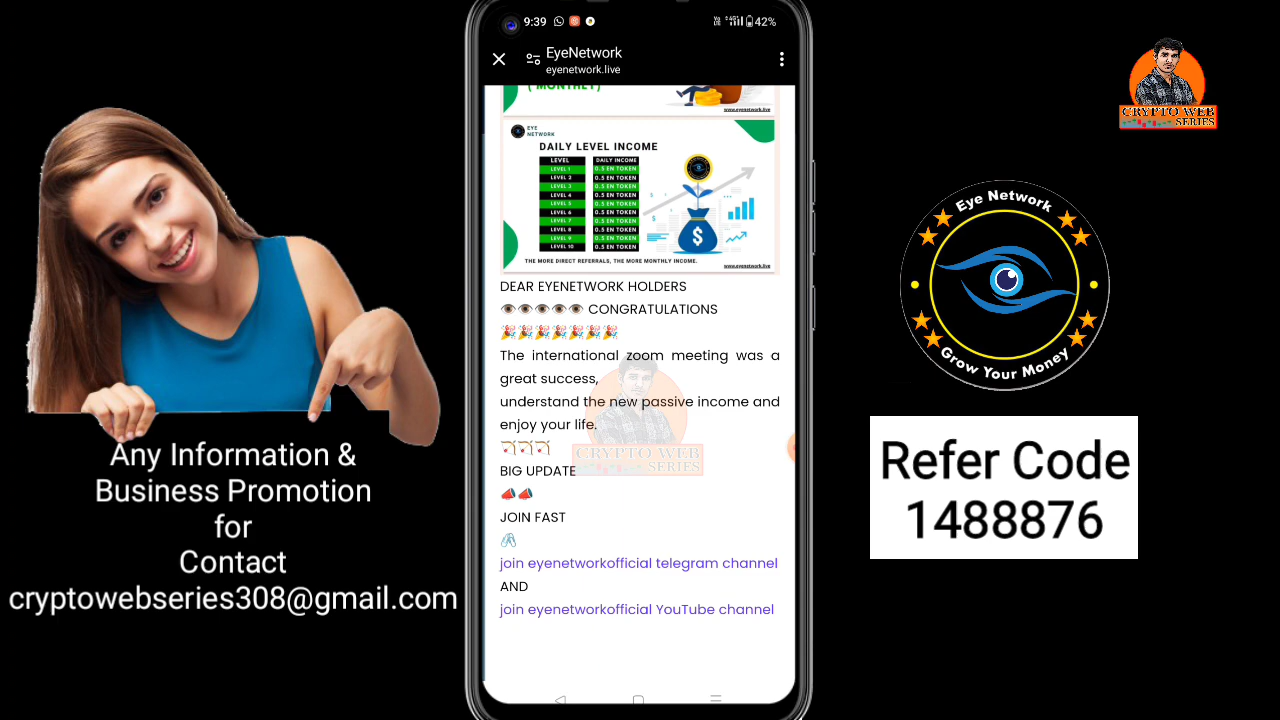 9:39
42%
EyeNetwork
eyenetwork.live
( MONTHLY)
www.eyenetwork.live
EYE
NETWORK
DAILY LEVEL INCOME
LEVEL DAILY INCOME
LEVEL 1 0.5 EN TOKEN
LEVEL 2 0.5 EN TOKEN
LEVEL 3 0.5 EN TOKEN
LEVEL 4 0.5 EN TOKEN
LEVEL 5 0.5 EN TOKEN
LEVEL 6 0.5 EN TOKEN
LEVEL 7 0.5 EN TOKEN
LEVEL 8 0.5 EN TOKEN
LEVEL 9 0.5 EN TOKEN
LEVEL 10 0.5 EN TOKEN
THE MORE DIRECT REFERRALS, THE MORE MONTHLY INCOME.
www.eyenetwork.live
DEAR EYENETWORK HOLDERS
👁👁👁👁👁 CONGRATULATIONS
🎉🎉🎉🎉🎉🎉🎉
The international zoom meeting was a
great success,
understand the new passive income and
enjoy your life.
🏹🏹🏹
BIG UPDATE
📣📣
JOIN FAST
🖇
join eyenetworkofficial telegram channel
AND
join eyenetworkofficial YouTube channel
CRYPTO WEB
SERIES
Any Information &
Business Promotion
for
Contact
cryptowebseries308@gmail.com
CRYPTO WEB
SERIES
Eye Network
Grow Your Money
Refer Code
1488876